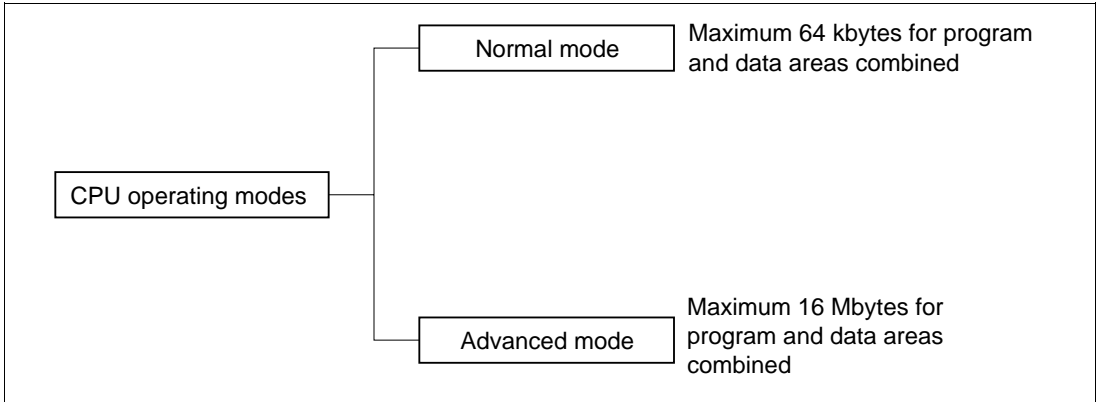 Normal mode
Maximum 64 kbytes for program
and data areas combined
CPU operating modes
Advanced mode
Maximum 16 Mbytes for
program and data areas
combined